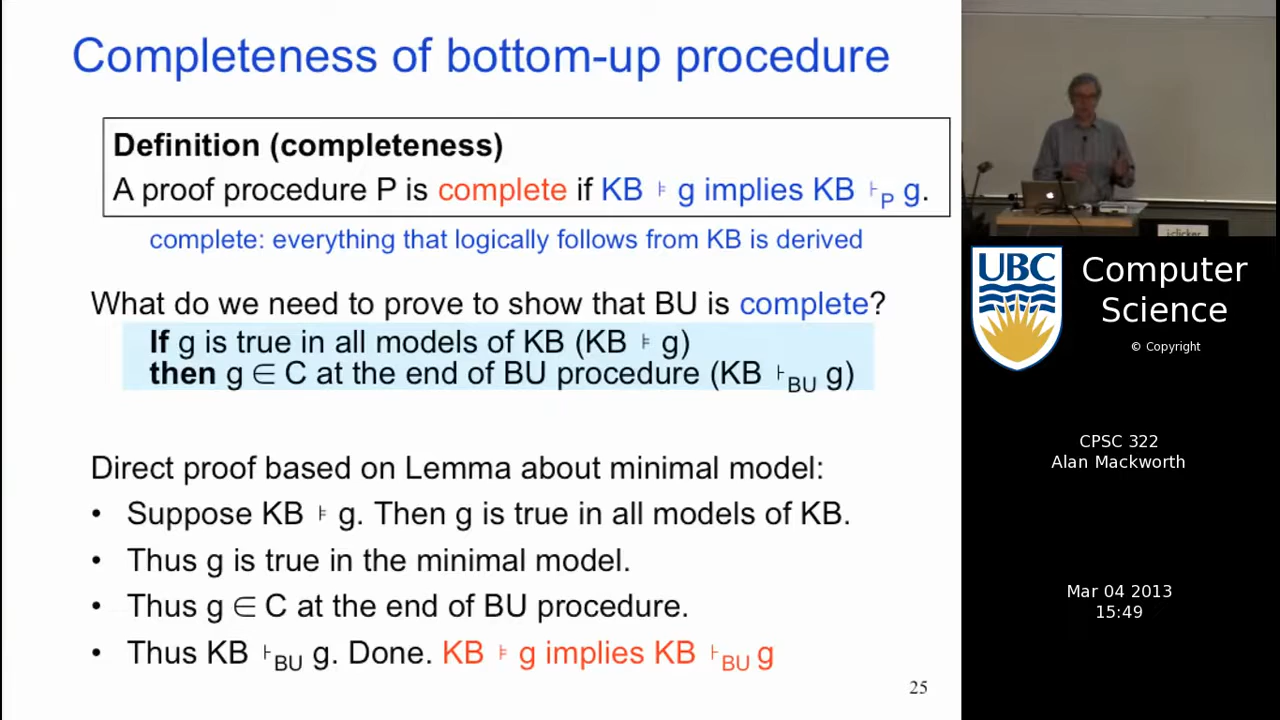 Completeness of bottom-up procedure
Definition (completeness)
A proof procedure P is complete if KB ⊧ g implies KB ⊦P g.
complete: everything that logically follows from KB is derived
What do we need to prove to show that BU is complete?
If g is true in all models of KB (KB ⊧ g)
then g ∈ C at the end of BU procedure (KB ⊦BU g)
Direct proof based on Lemma about minimal model:
• Suppose KB ⊧ g. Then g is true in all models of KB.
• Thus g is true in the minimal model.
• Thus g ∈ C at the end of BU procedure.
• Thus KB ⊦BU g. Done. KB ⊧ g implies KB ⊦BU g
25
i clicker
UBC
Computer
Science
© Copyright
CPSC 322
Alan Mackworth
Mar 04 2013
15:49